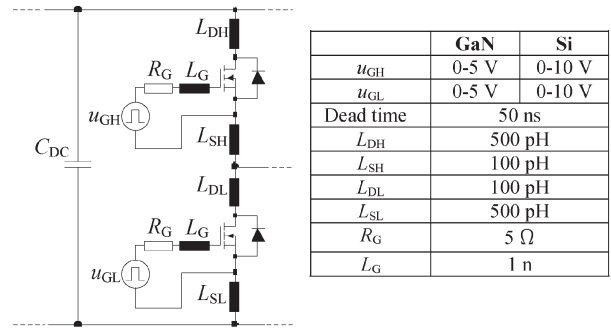 L_DH
R_G L_G
u_GH
L_SH
C_DC
L_DL
R_G L_G
u_GL
L_SL
GaN Si
u_GH 0-5 V 0-10 V
u_GL 0-5 V 0-10 V
Dead time 50 ns
L_DH 500 pH
L_SH 100 pH
L_DL 100 pH
L_SL 500 pH
R_G 5 Ω
L_G 1 n